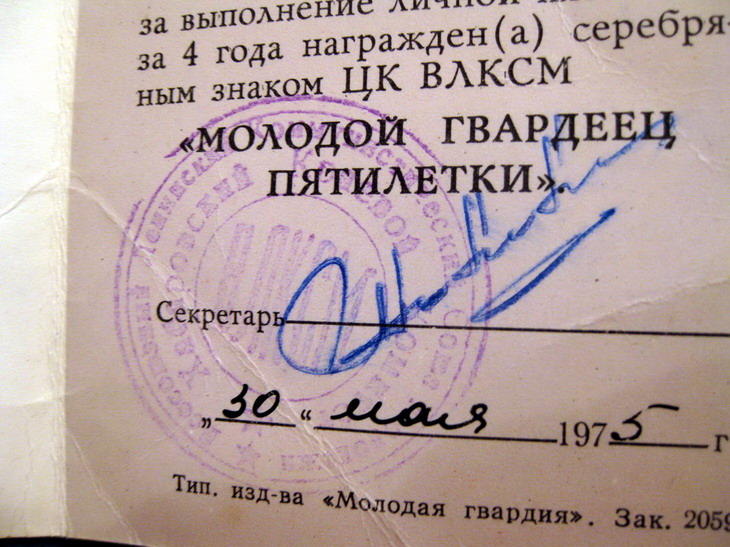 за выполнение личной
за 4 года награжден(а) серебря-
ным знаком ЦК ВЛКСМ
«МОЛОДОЙ ГВАРДЕЕЦ
ПЯТИЛЕТКИ».
Секретарь
„30“ мая 1975 г
Тип. изд-ва «Молодая гвардия». Зак. 2059